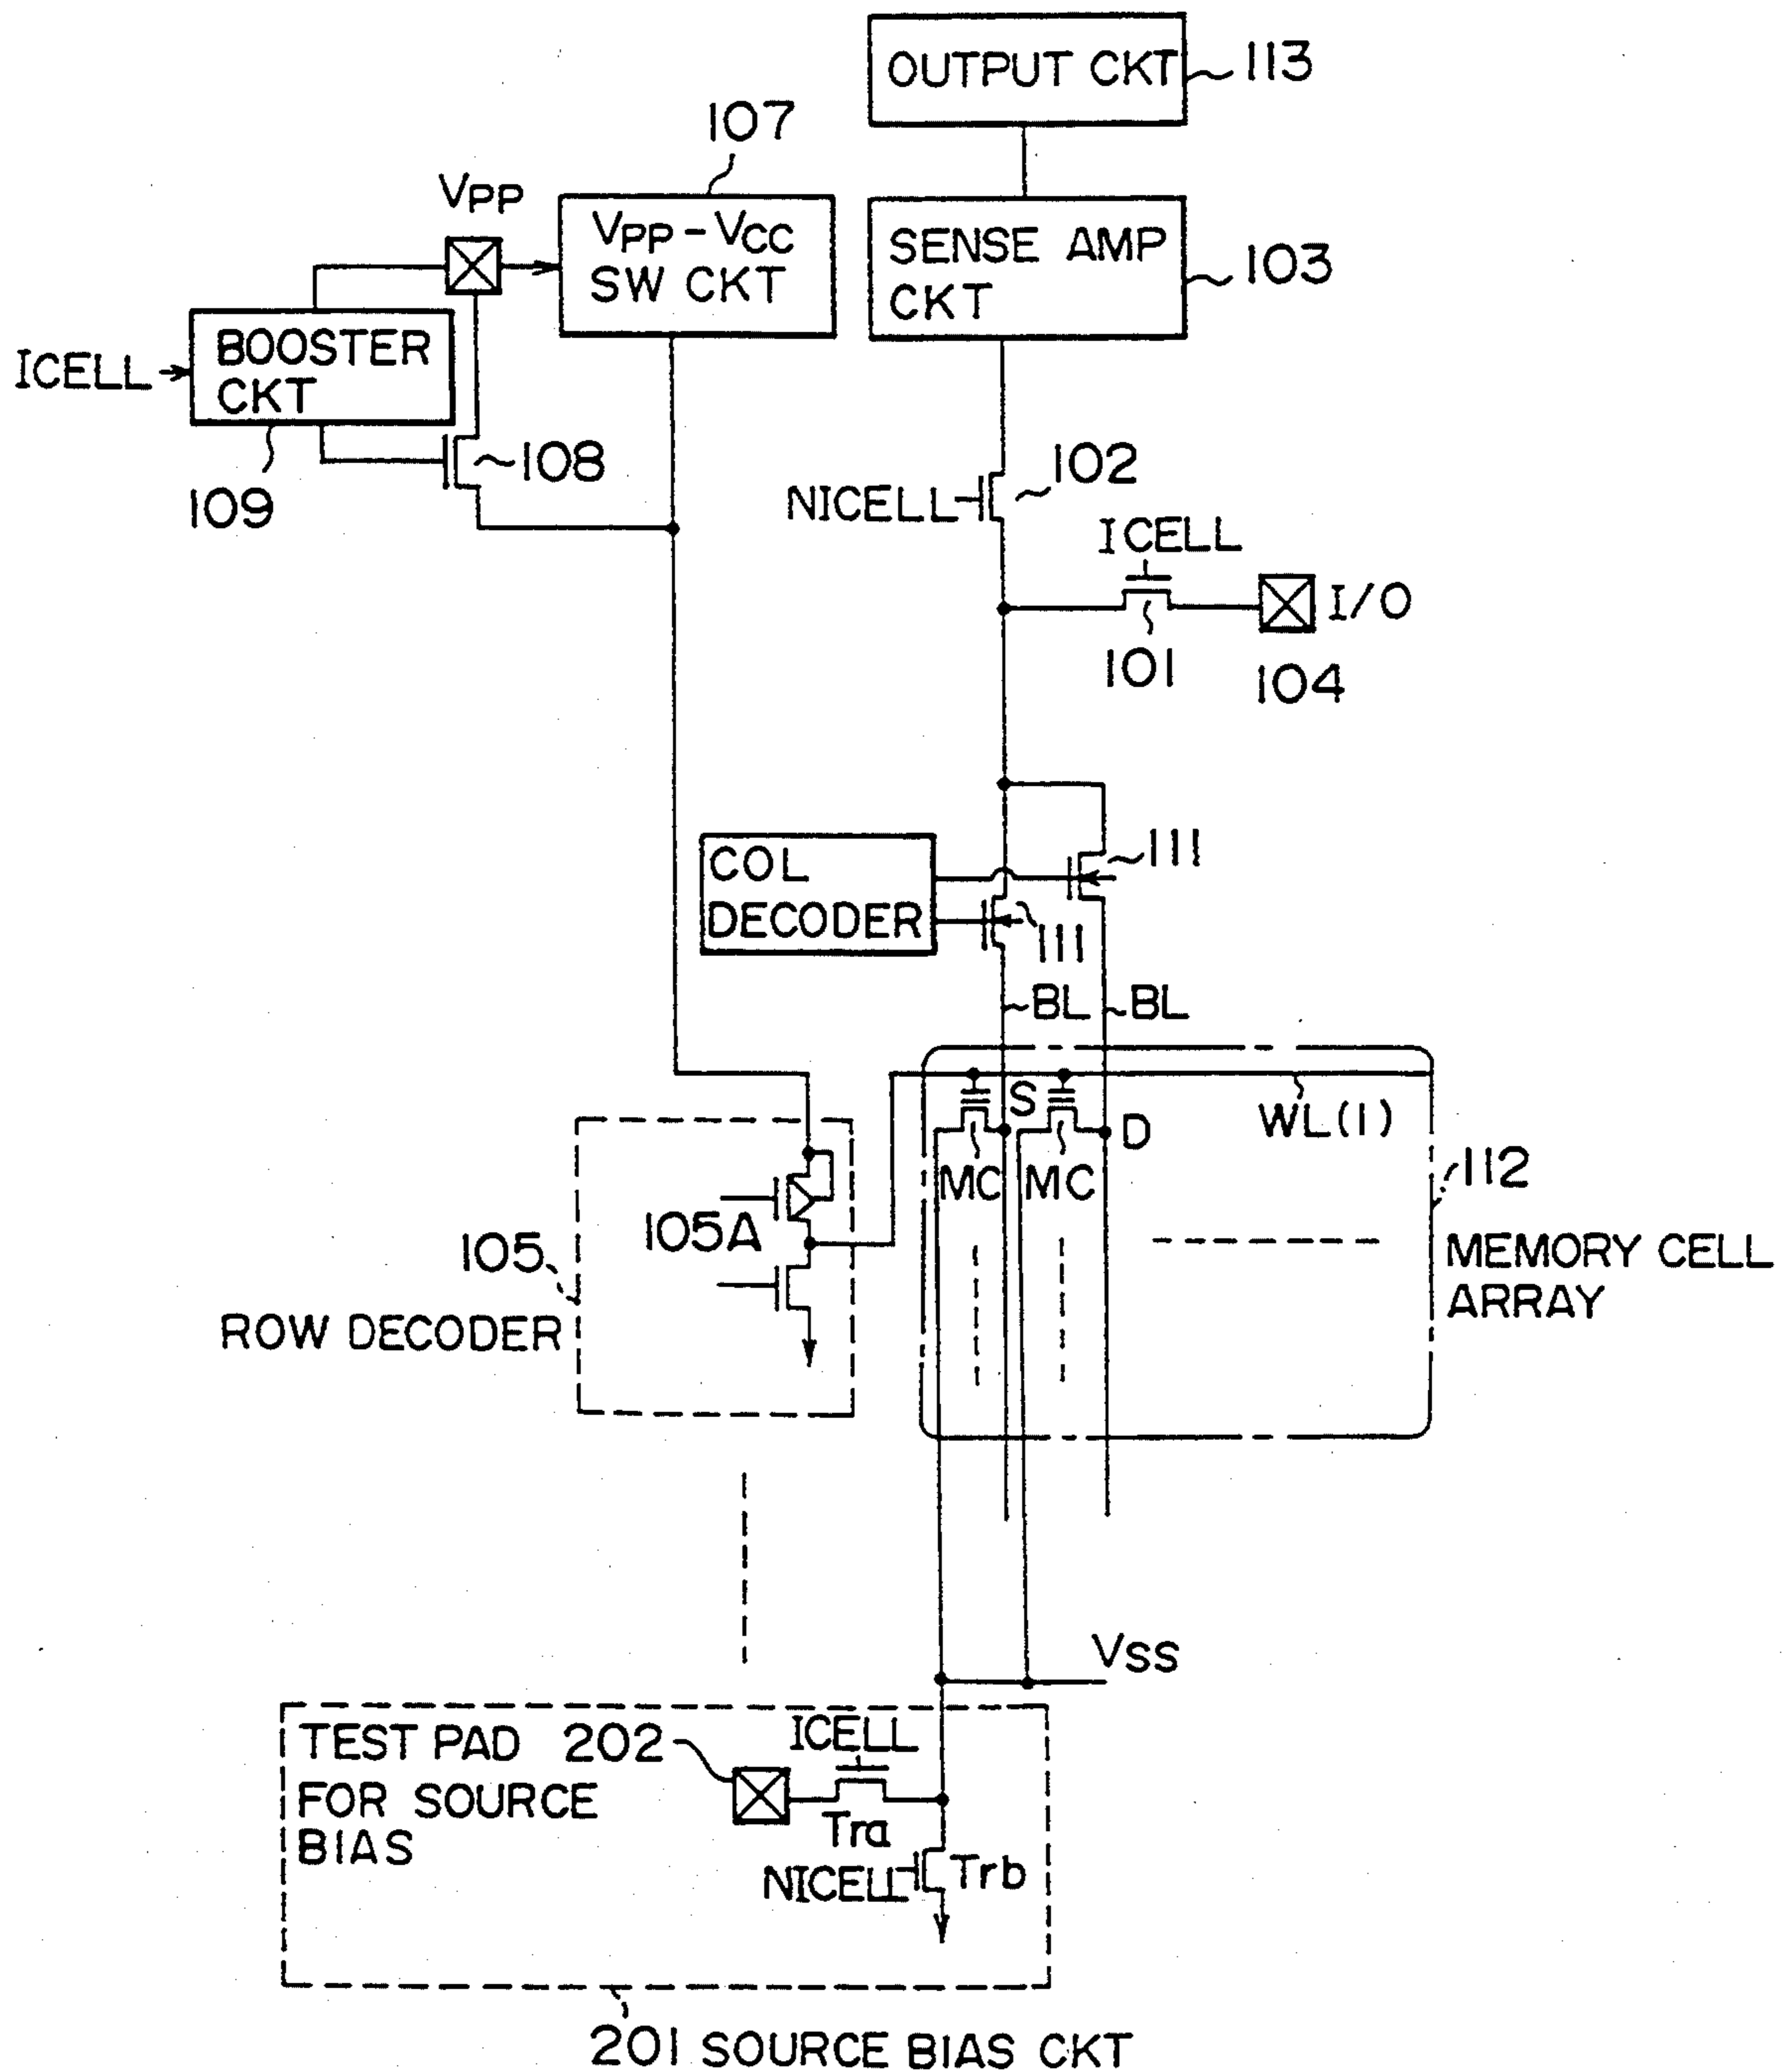 OUTPUT CKT
113
107
VPP
VPP-VCC
SW CKT
SENSE AMP
CKT
103
ICELL
BOOSTER
CKT
109
108
NICELL
102
ICELL
101
I/O
104
COL
DECODER
111
111
BL
BL
S
D
MC
MC
WL(1)
112
MEMORY CELL
ARRAY
105A
105
ROW DECODER
VSS
TEST PAD 202
FOR SOURCE
BIAS
ICELL
Tra
NICELL
Trb
201 SOURCE BIAS CKT